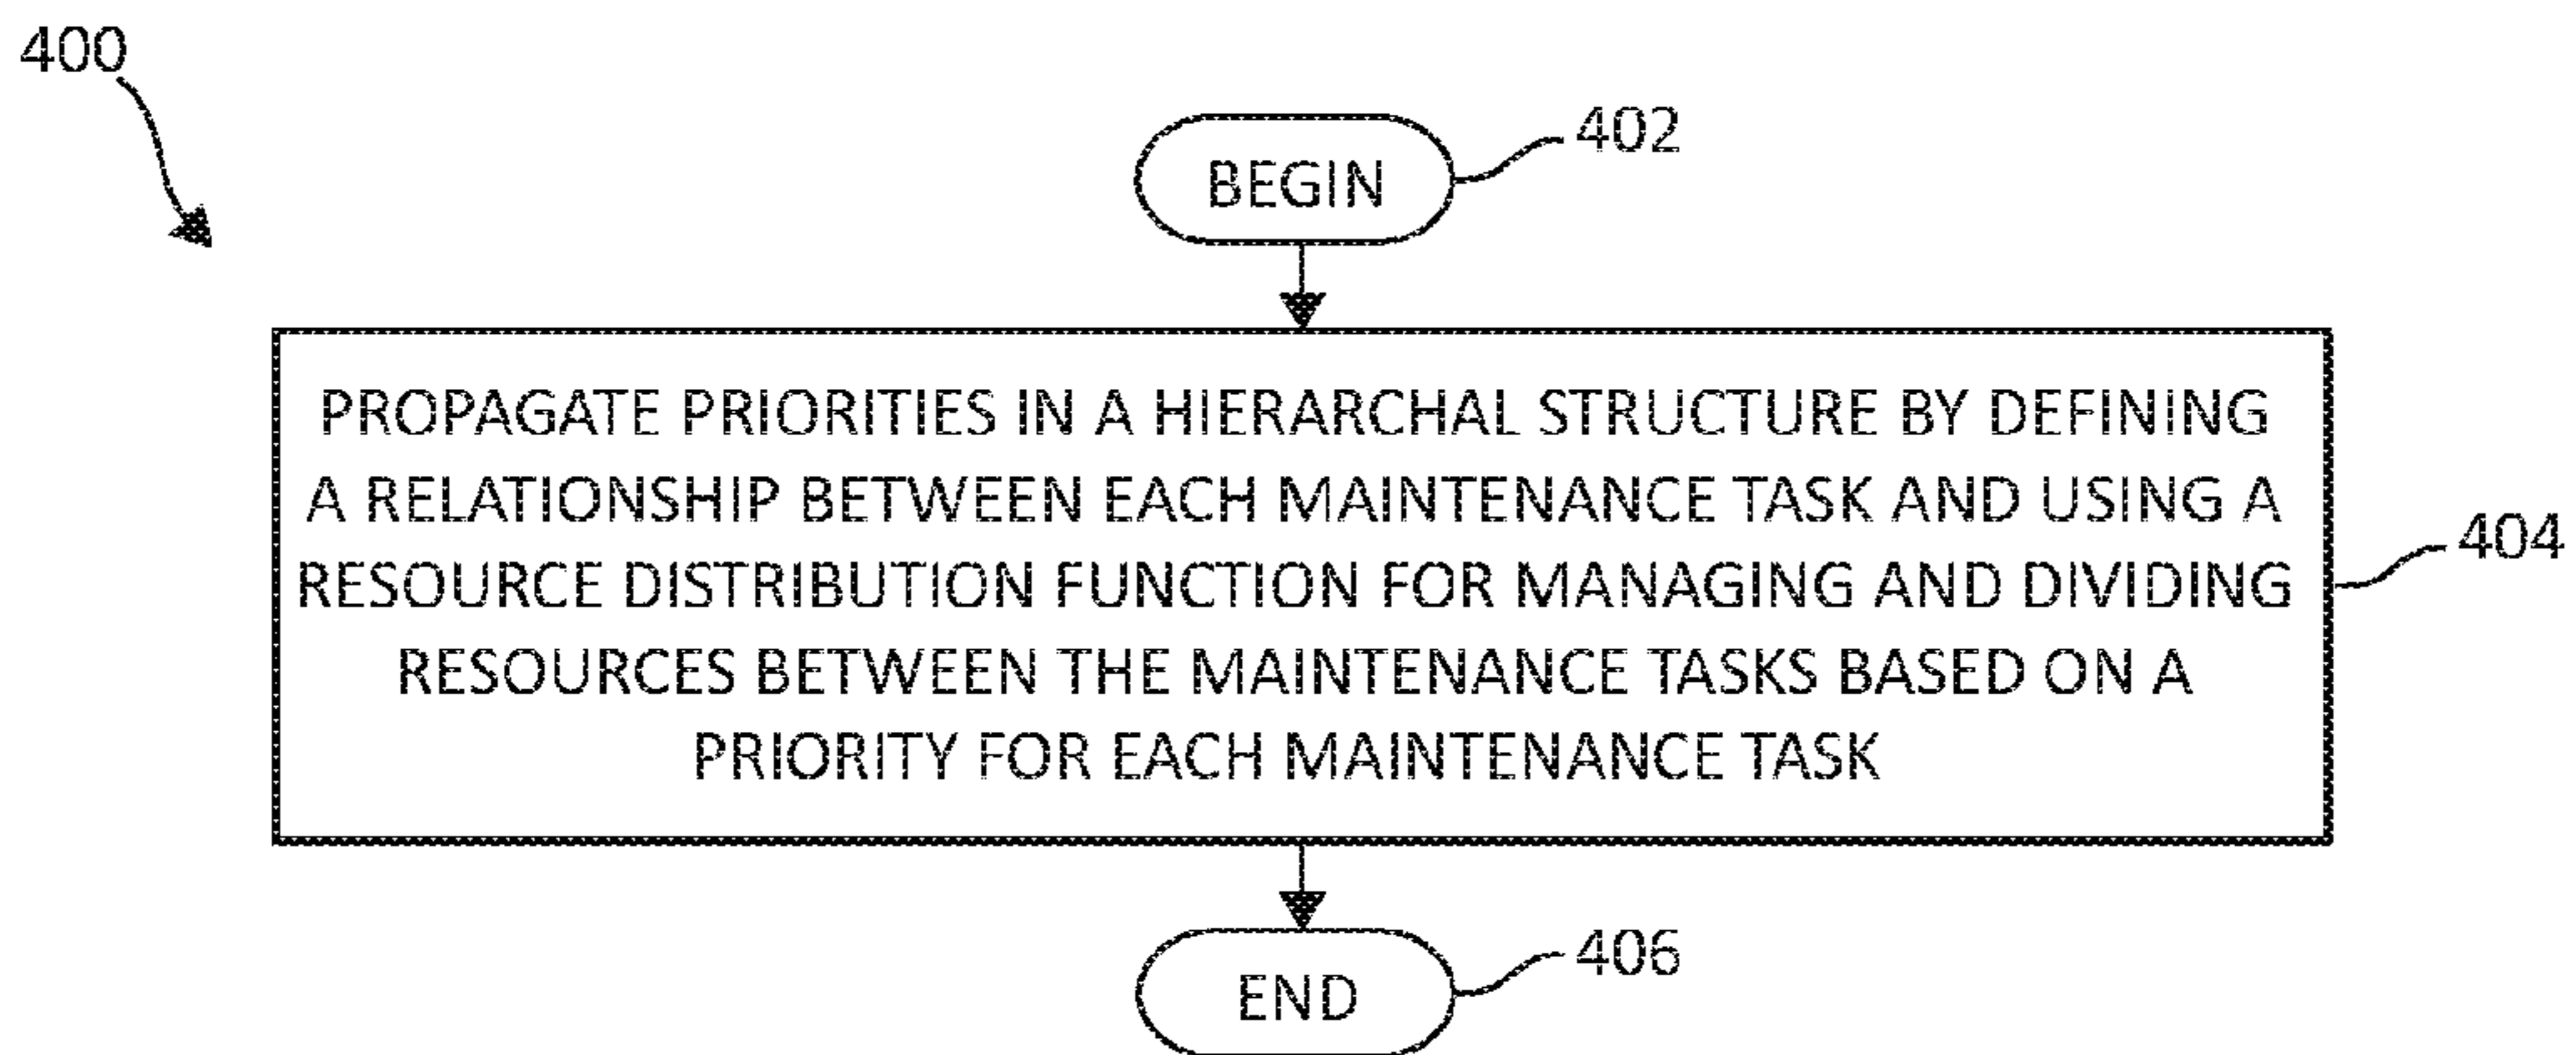 400
402
BEGIN
PROPAGATE PRIORITIES IN A HIERARCHAL STRUCTURE BY DEFINING
A RELATIONSHIP BETWEEN EACH MAINTENANCE TASK AND USING A
RESOURCE DISTRIBUTION FUNCTION FOR MANAGING AND DIVIDING
RESOURCES BETWEEN THE MAINTENANCE TASKS BASED ON A
PRIORITY FOR EACH MAINTENANCE TASK
404
406
END